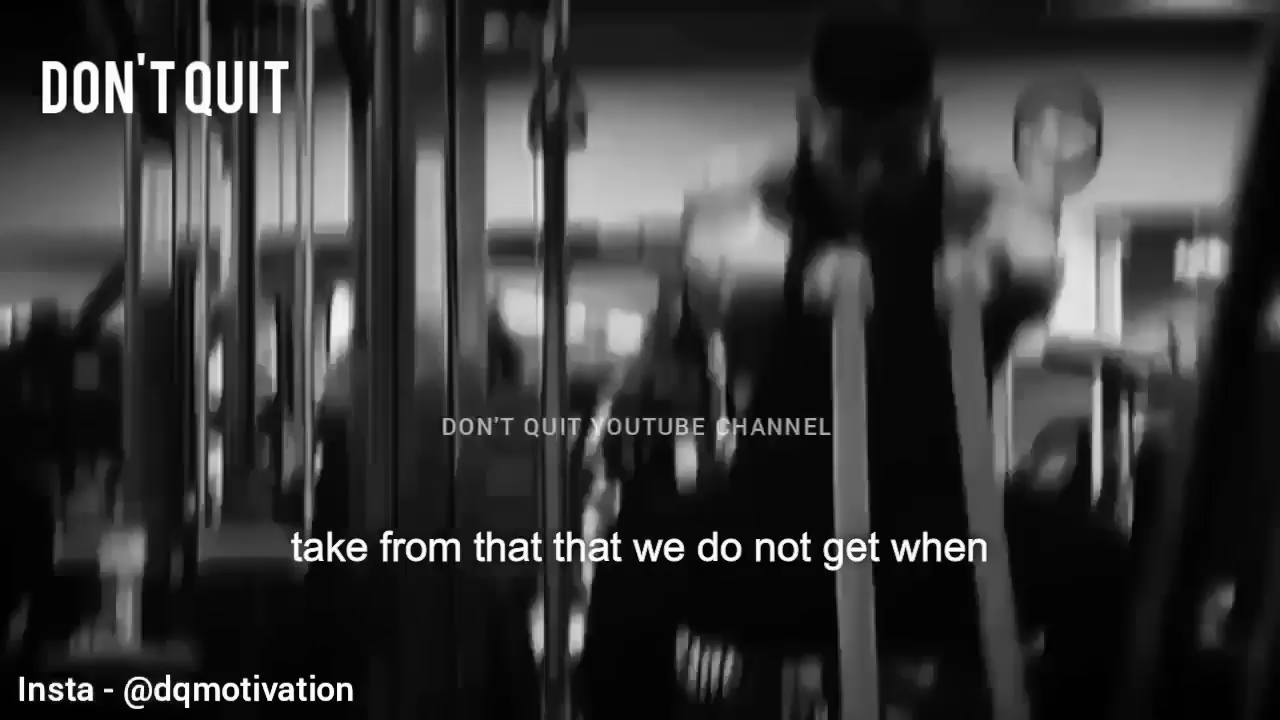 DON'T QUIT
DON'T QUIT YOUTUBE CHANNEL
take from that that we do not get when
Insta - @dqmotivation